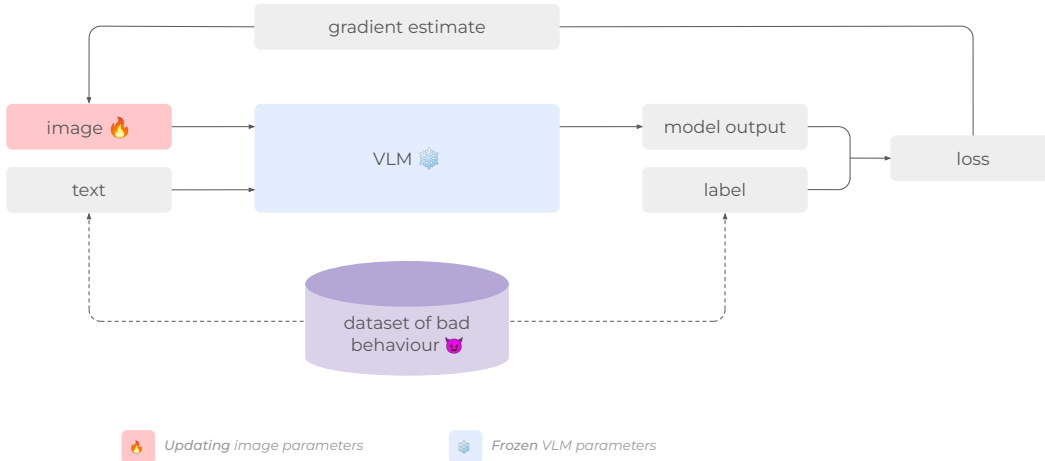 gradient estimate
image 🔥
VLM ❄️
model output
loss
text
label
dataset of bad
behaviour 😈
🔥 Updating image parameters
❄️ Frozen VLM parameters